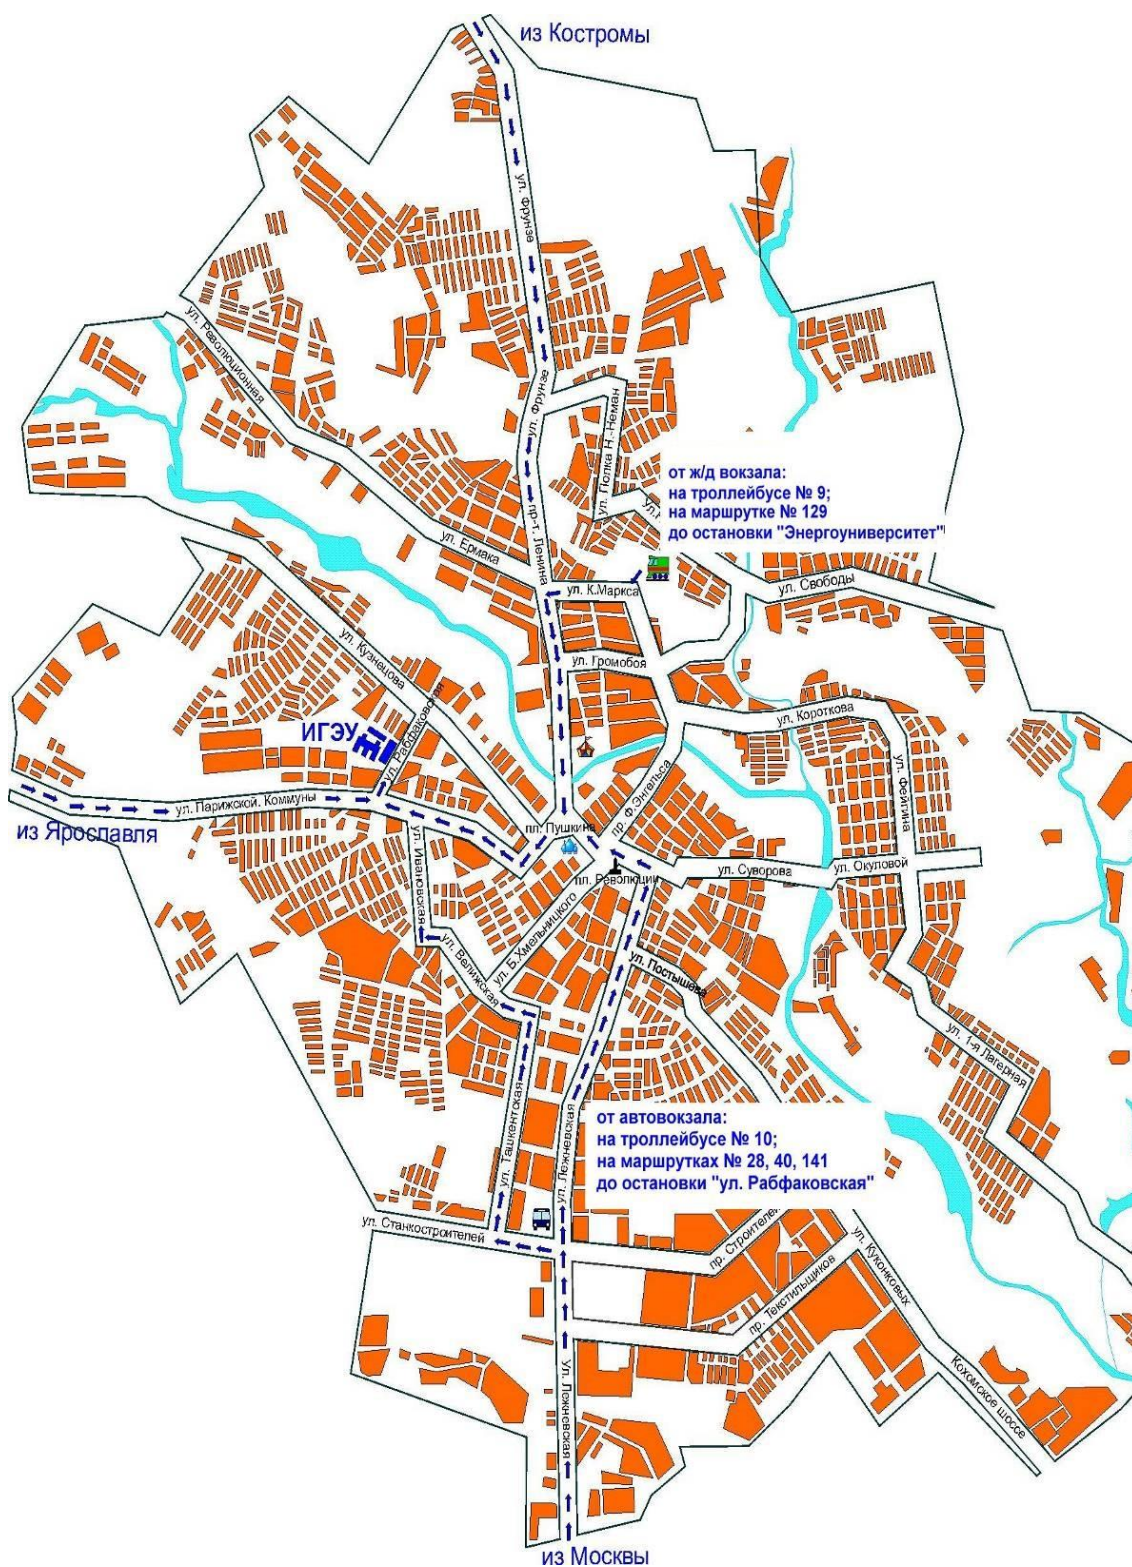 из Костромы
ул. Фрунзе
ул. Революционная
ул. Фрунзе
ул. Полка Н.-Неман
от ж/д вокзала:
на троллейбусе № 9;
на маршрутке № 129
до остановки "Энергоуниверситет"
пр-т. Ленина
ул. Ермака
ул. К.Маркса
ул. Свободы
ул. Кузнецова
ул. Громобоя
ул. Рабфаковская
ИГЭУ
ул. Короткова
ул. Фейгина
пр. Ф.Энгельса
ул. Парижской. Коммуны
из Ярославля
пл. Пушкина
ул. Ивановская
пл. Революции
ул. Суворова
ул. Окуловой
ул. Б.Хмельницкого
ул. Велижская
ул. Постышева
ул. 1-я Лагерная
ул. Ташкентская
ул. Лежневская
от автовокзала:
на троллейбусе № 10;
на маршрутках № 28, 40, 141
до остановки "ул. Рабфаковская"
ул. Станкостроителей
пр. Строителей
ул. Куконковых
пр. Текстильщиков
Кохомское шоссе
Ул. Лежневская
из Москвы